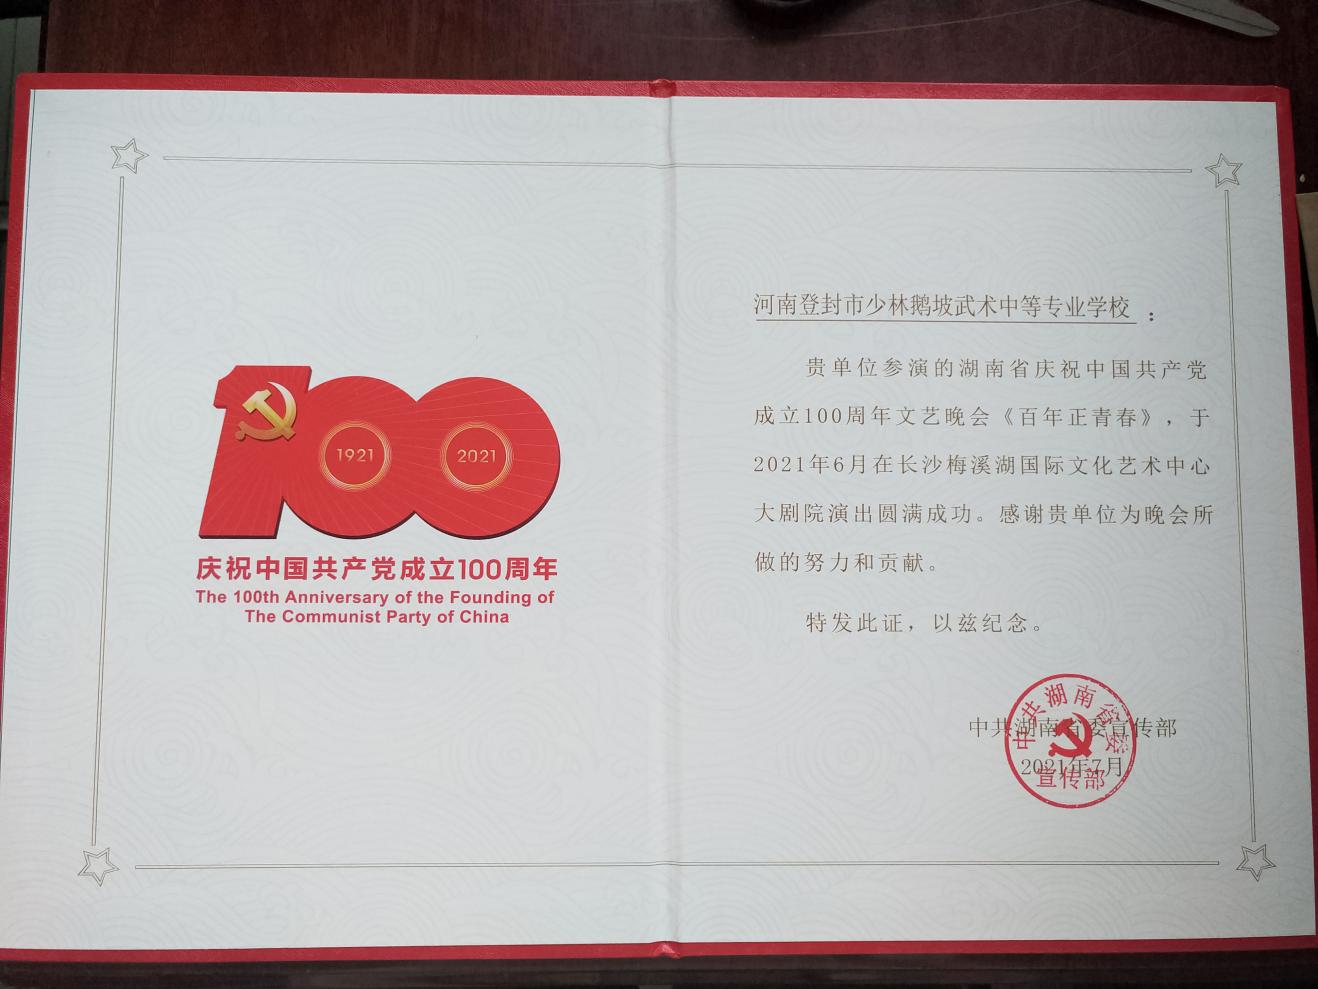 1921
2021
庆祝中国共产党成立100周年
The 100th Anniversary of the Founding of
The Communist Party of China
河南登封市少林鹅坡武术中等专业学校：
贵单位参演的湖南省庆祝中国共产党
成立100周年文艺晚会《百年正青春》，于
2021年6月在长沙梅溪湖国际文化艺术中心
大剧院演出圆满成功。感谢贵单位为晚会所
做的努力和贡献。
特发此证，以兹纪念。
中共湖南省委宣传部
2021年7月
中共湖南省委
宣传部